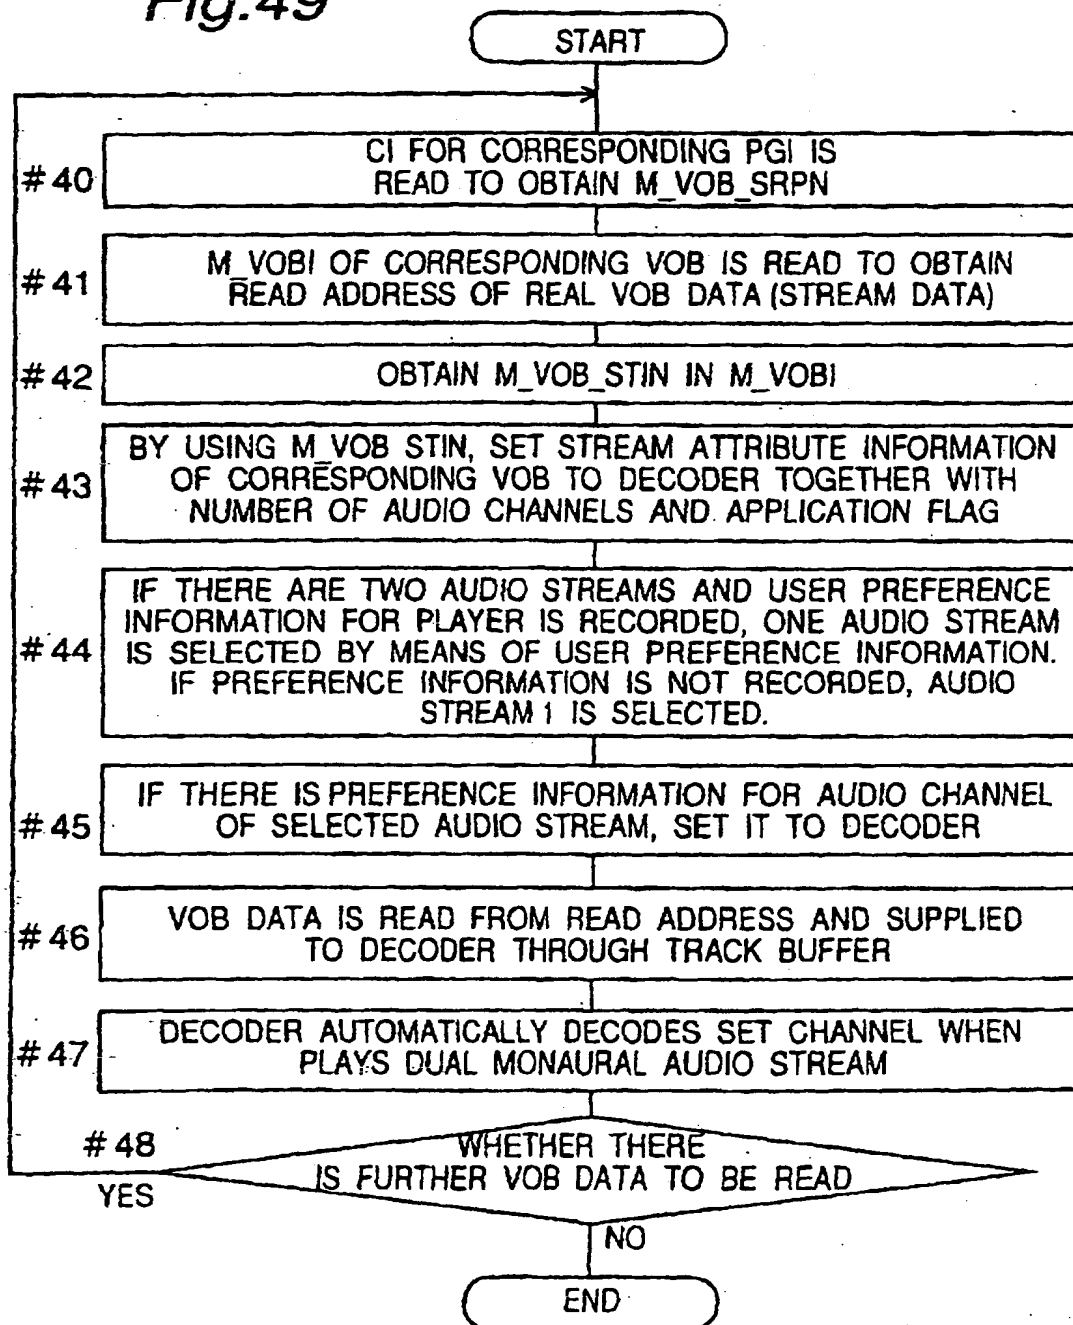 Fig.49
START
#40
CI FOR CORRESPONDING PGI IS
READ TO OBTAIN M_VOB_SRPN
#41
M_VOBI OF CORRESPONDING VOB IS READ TO OBTAIN
READ ADDRESS OF REAL VOB DATA (STREAM DATA)
#42
OBTAIN M_VOB_STIN IN M_VOBI
#43
BY USING M_VOB STIN, SET STREAM ATTRIBUTE INFORMATION
OF CORRESPONDING VOB TO DECODER TOGETHER WITH
NUMBER OF AUDIO CHANNELS AND APPLICATION FLAG
#44
IF THERE ARE TWO AUDIO STREAMS AND USER PREFERENCE
INFORMATION FOR PLAYER IS RECORDED, ONE AUDIO STREAM
IS SELECTED BY MEANS OF USER PREFERENCE INFORMATION.
IF PREFERENCE INFORMATION IS NOT RECORDED, AUDIO
STREAM 1 IS SELECTED.
#45
IF THERE IS PREFERENCE INFORMATION FOR AUDIO CHANNEL
OF SELECTED AUDIO STREAM, SET IT TO DECODER
#46
VOB DATA IS READ FROM READ ADDRESS AND SUPPLIED
TO DECODER THROUGH TRACK BUFFER
#47
DECODER AUTOMATICALLY DECODES SET CHANNEL WHEN
PLAYS DUAL MONAURAL AUDIO STREAM
#48
WHETHER THERE
IS FURTHER VOB DATA TO BE READ
YES
NO
END